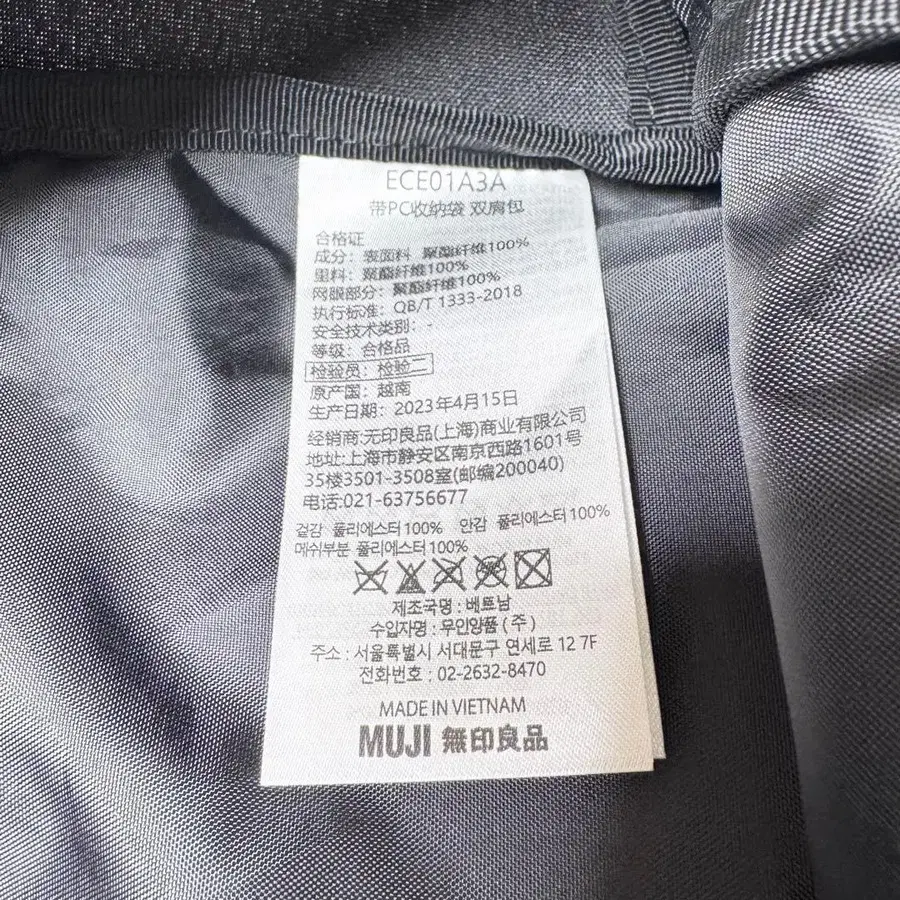 ECE01A3A
带PC收纳袋 双肩包
合格证
成分：表面料 聚酯纤维100%
里料：聚酯纤维100%
网眼部分：聚酯纤维100%
执行标准：QB/T 1333-2018
安全技术类别：-
等级：合格品
检验员：检验二
原产国：越南
生产日期：2023年4月15日
经销商:无印良品(上海)商业有限公司
地址:上海市静安区南京西路1601号
35楼3501-3508室(邮编200040)
电话:021-63756677
겉감 폴리에스터100% 안감 폴리에스터100%
메쉬부분 폴리에스터100%
제조국명 : 베트남
수입자명 : 무인양품 (주)
주소 : 서울특별시 서대문구 연세로 12 7F
전화번호 : 02-2632-8470
MADE IN VIETNAM
MUJI 無印良品